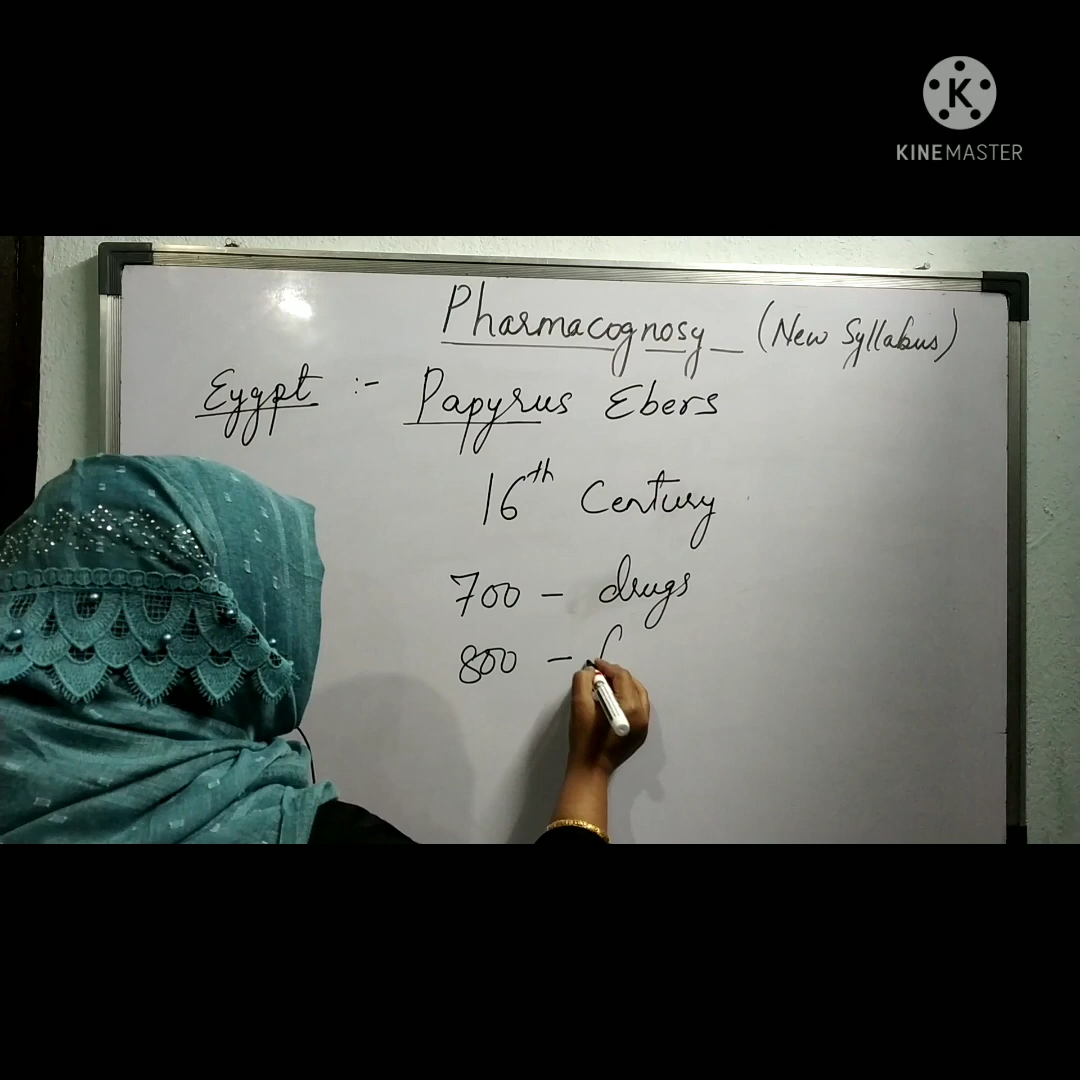 K
KINEMASTER
Pharmacognosy (New Syllabus)
Eygpt :- Papyrus Ebers
16th Century
700 - drugs
800 - f